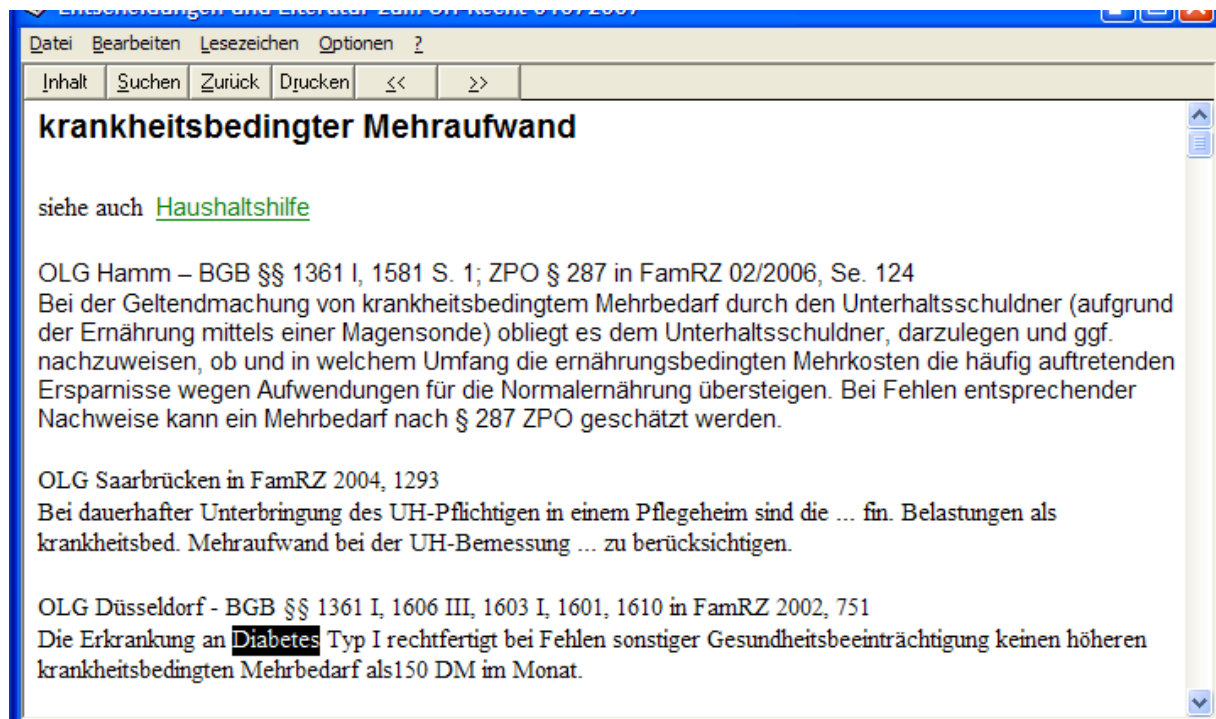 Entscheidungen und Literatur zum UH-Recht
Datei Bearbeiten Lesezeichen Optionen ?
Inhalt Suchen Zurück Drucken << >>
krankheitsbedingter Mehraufwand
siehe auch Haushaltshilfe
OLG Hamm – BGB §§ 1361 I, 1581 S. 1; ZPO § 287 in FamRZ 02/2006, Se. 124
Bei der Geltendmachung von krankheitsbedingtem Mehrbedarf durch den Unterhaltsschuldner (aufgrund
der Ernährung mittels einer Magensonde) obliegt es dem Unterhaltsschuldner, darzulegen und ggf.
nachzuweisen, ob und in welchem Umfang die ernährungsbedingten Mehrkosten die häufig auftretenden
Ersparnisse wegen Aufwendungen für die Normalernährung übersteigen. Bei Fehlen entsprechender
Nachweise kann ein Mehrbedarf nach § 287 ZPO geschätzt werden.
OLG Saarbrücken in FamRZ 2004, 1293
Bei dauerhafter Unterbringung des UH-Pflichtigen in einem Pflegeheim sind die ... fin. Belastungen als
krankheitsbed. Mehraufwand bei der UH-Bemessung ... zu berücksichtigen.
OLG Düsseldorf - BGB §§ 1361 I, 1606 III, 1603 I, 1601, 1610 in FamRZ 2002, 751
Die Erkrankung an Diabetes Typ I rechtfertigt bei Fehlen sonstiger Gesundheitsbeeinträchtigung keinen höheren
krankheitsbedingten Mehrbedarf als150 DM im Monat.